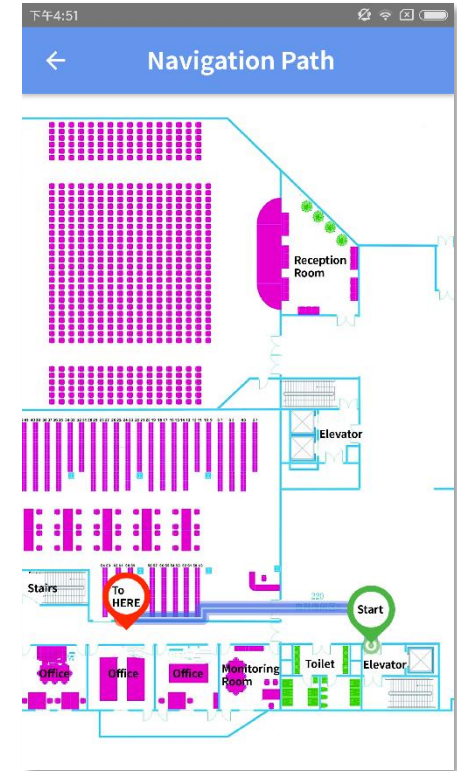 下午4:51
Navigation Path
Reception
Room
Elevator
Stairs
To
HERE
220
Start
Office
Office
Office
Monitoring
Room
Toilet
Elevator